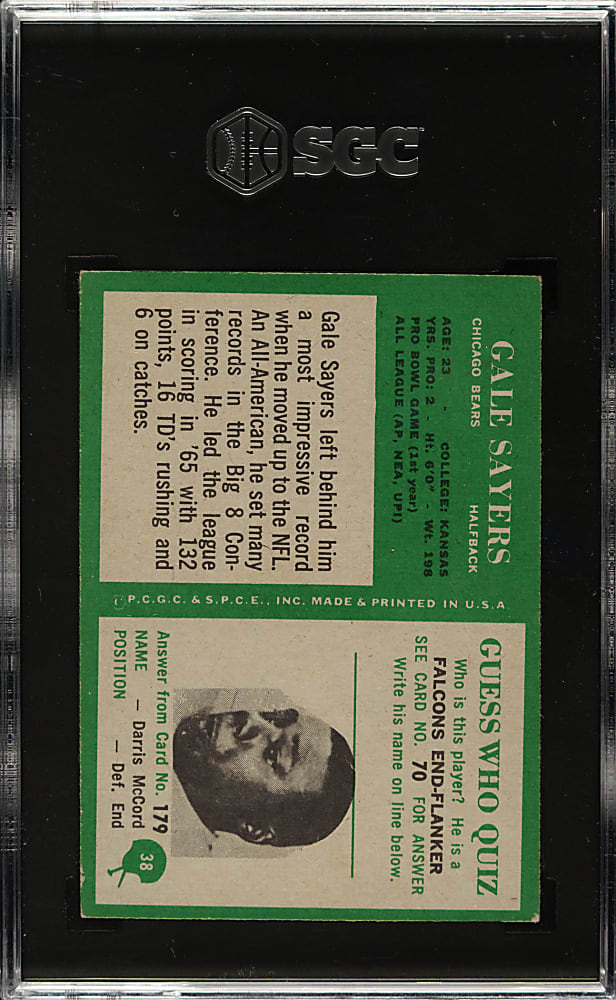 SGC
GALE SAYERS
CHICAGO BEARS HALFBACK
AGE: 23 - COLLEGE: KANSAS
YRS. PRO: 2 - Ht. 6'0" - Wt. 198
PRO BOWL GAME (1st year)
ALL LEAGUE (AP, NEA, UPI)
Gale Sayers left behind him
a most impressive record
when he moved up to the NFL.
An All-American, he set many
records in the Big 8 Con-
ference. He led the league
in scoring in '65 with 132
points, 16 TD's rushing and
6 on catches.
©P.C.G.C. & S.P.C.E., INC. MADE & PRINTED IN U.S.A.
GUESS WHO QUIZ
Who is this player? He is a
FALCONS END-FLANKER
SEE CARD NO. 70 FOR ANSWER
Write his name on line below.
Answer from Card No. 179
NAME — Darris McCord
POSITION — Def. End
38